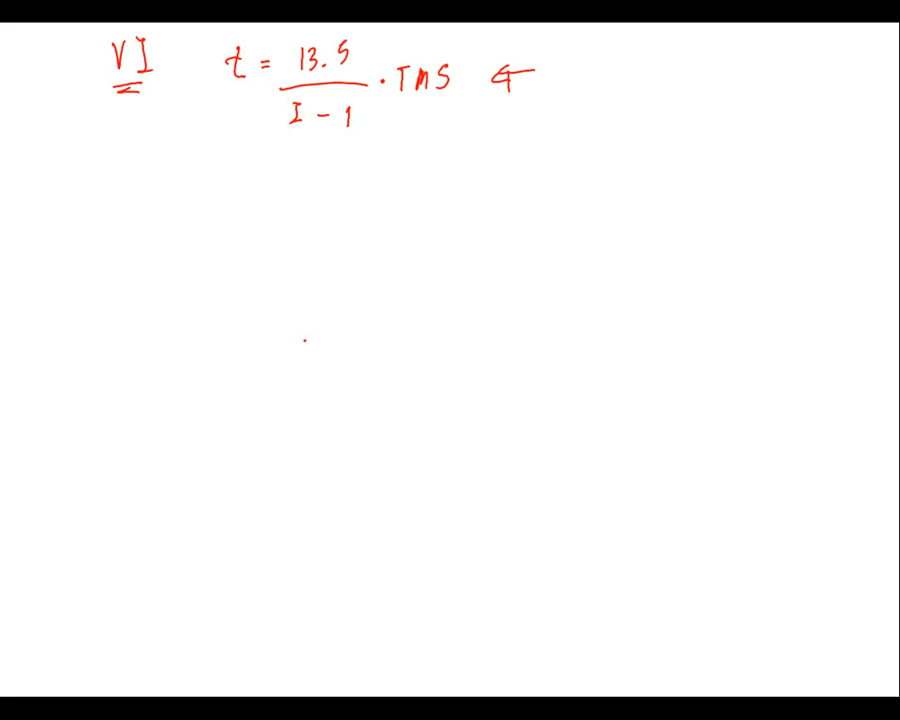 VI t = 13.5 / I - 1 . TMS ←